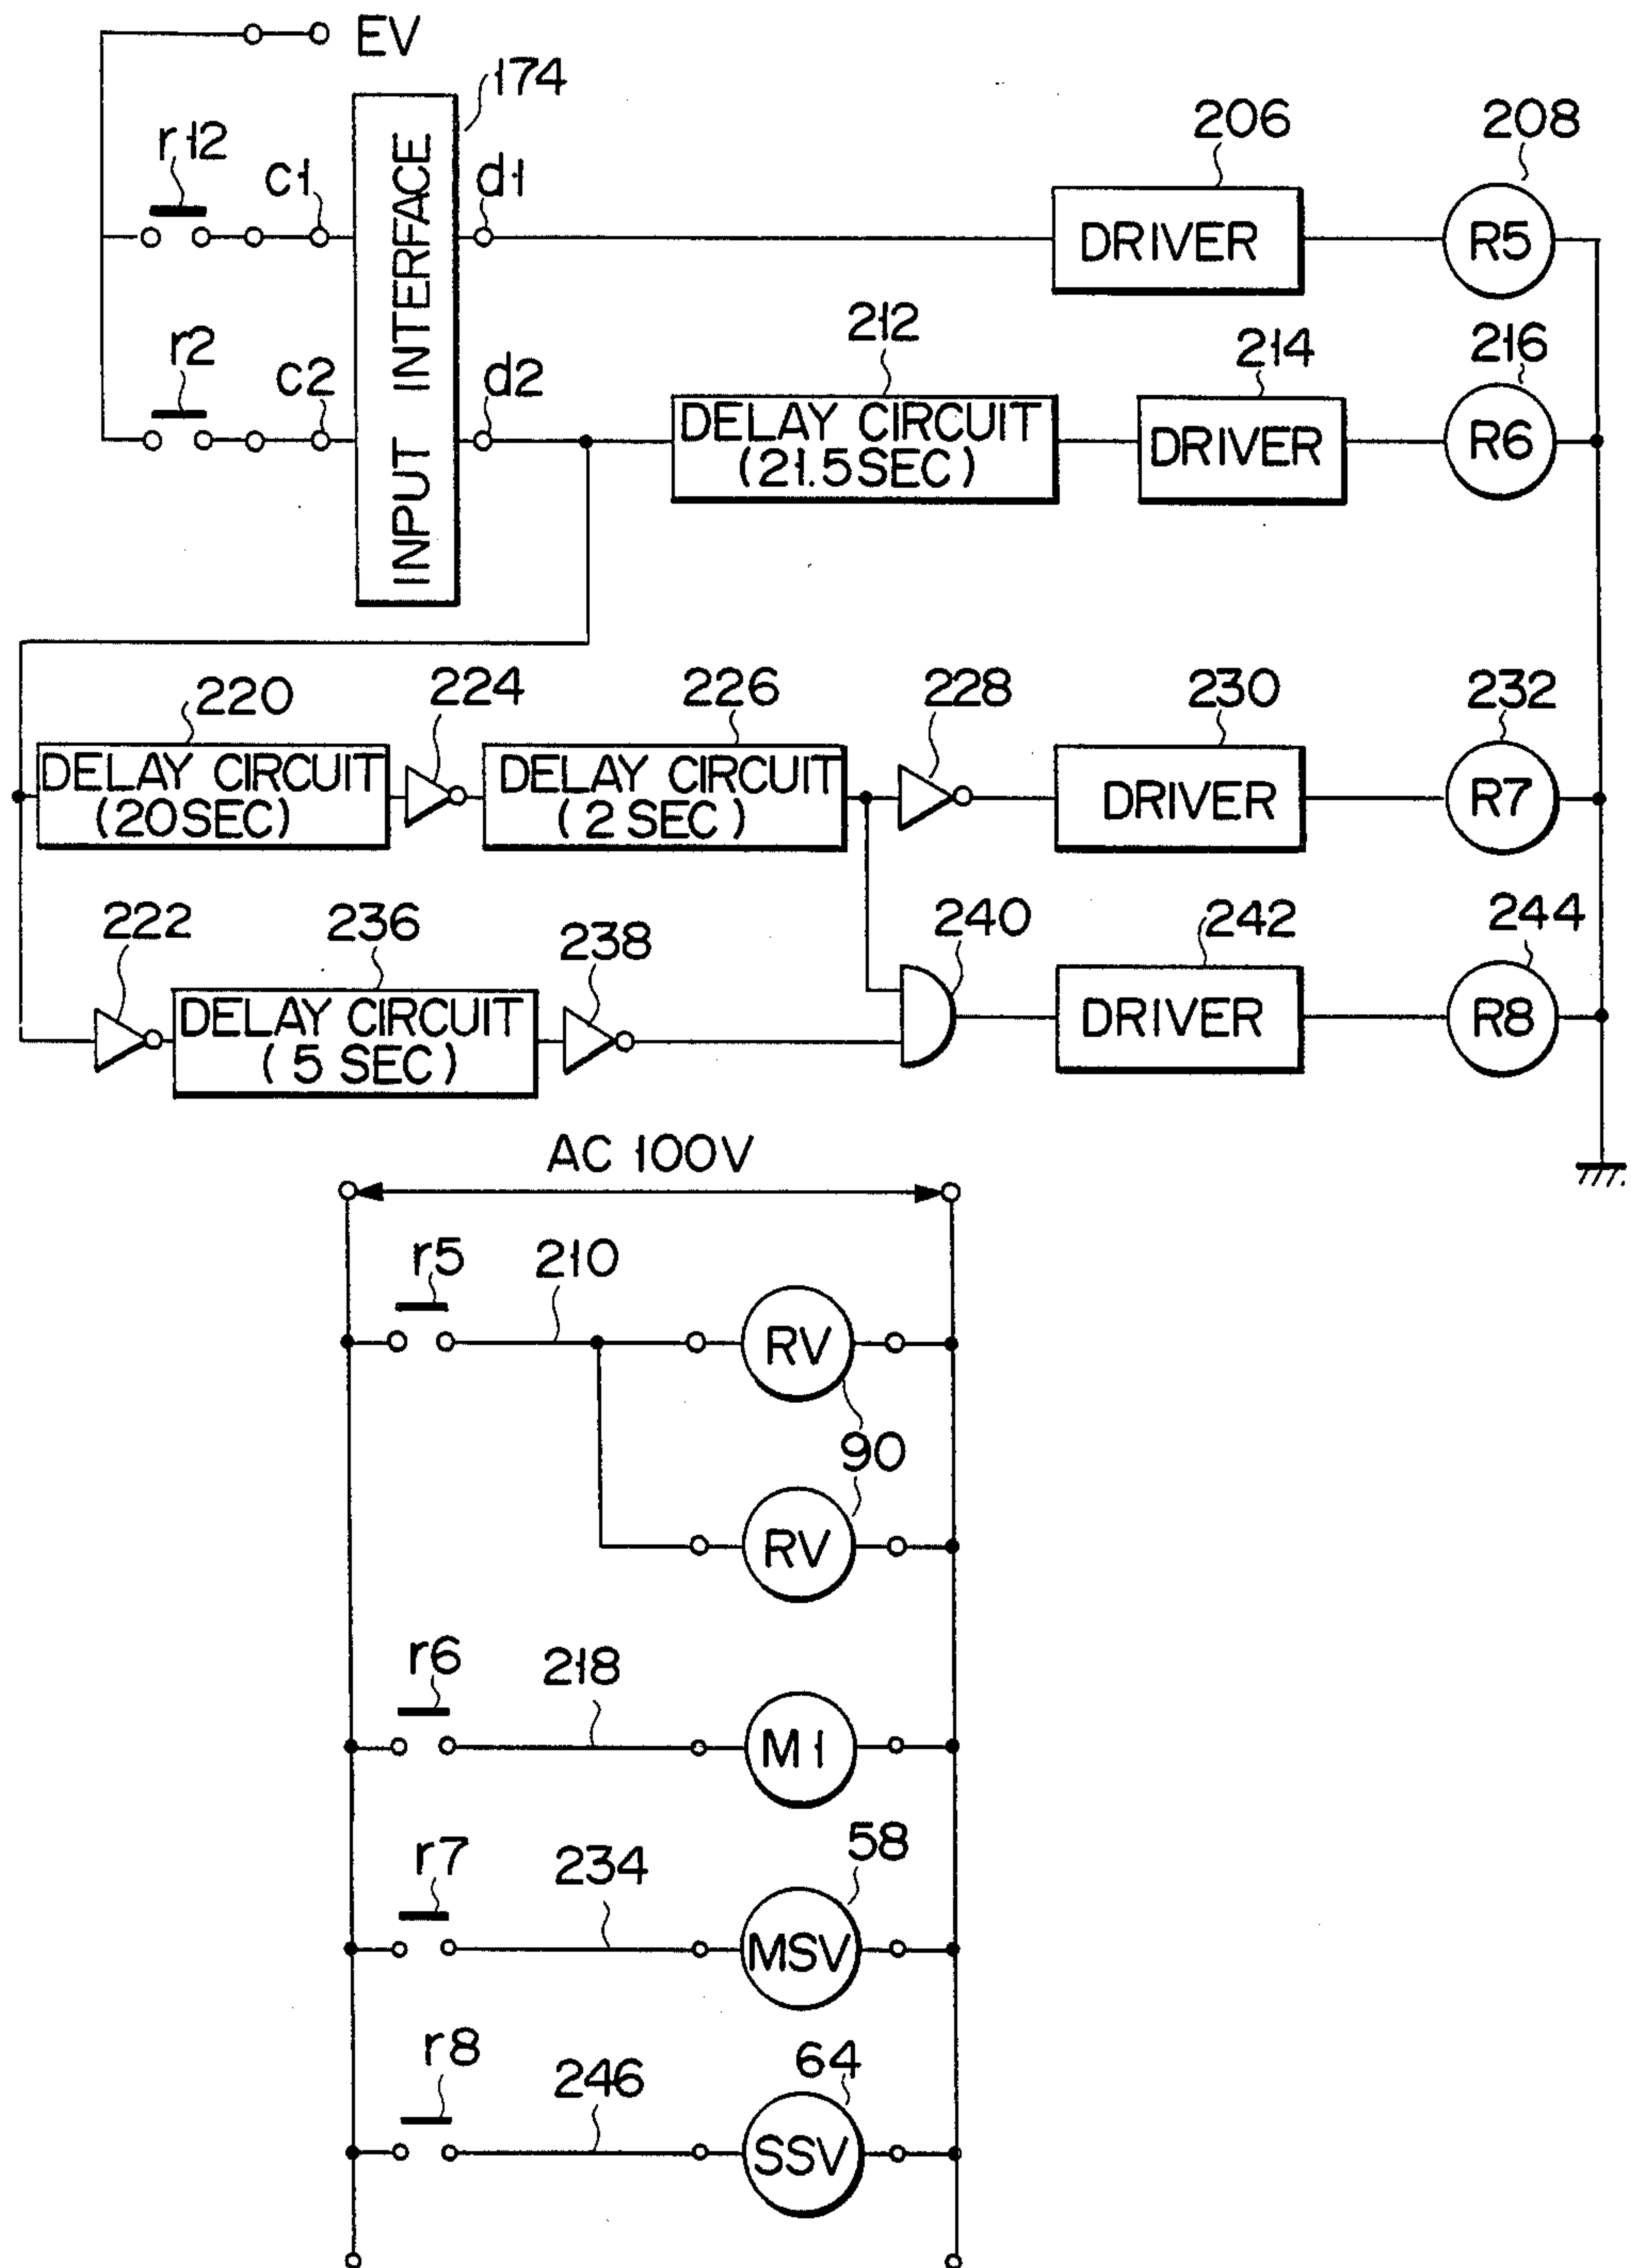 EV
174
206
208
r12
c1
d1
INPUT INTERFACE
DRIVER
R5
212
214
216
r2
c2
d2
DELAY CIRCUIT
(21.5SEC)
DRIVER
R6
220
224
226
228
230
232
DELAY CIRCUIT
(20SEC)
DELAY CIRCUIT
(2 SEC)
DRIVER
R7
222
236
238
240
242
244
DELAY CIRCUIT
(5 SEC)
DRIVER
R8
AC 100V
r5
210
RV
90
RV
r6
218
M1
r7
234
58
MSV
r8
246
64
SSV